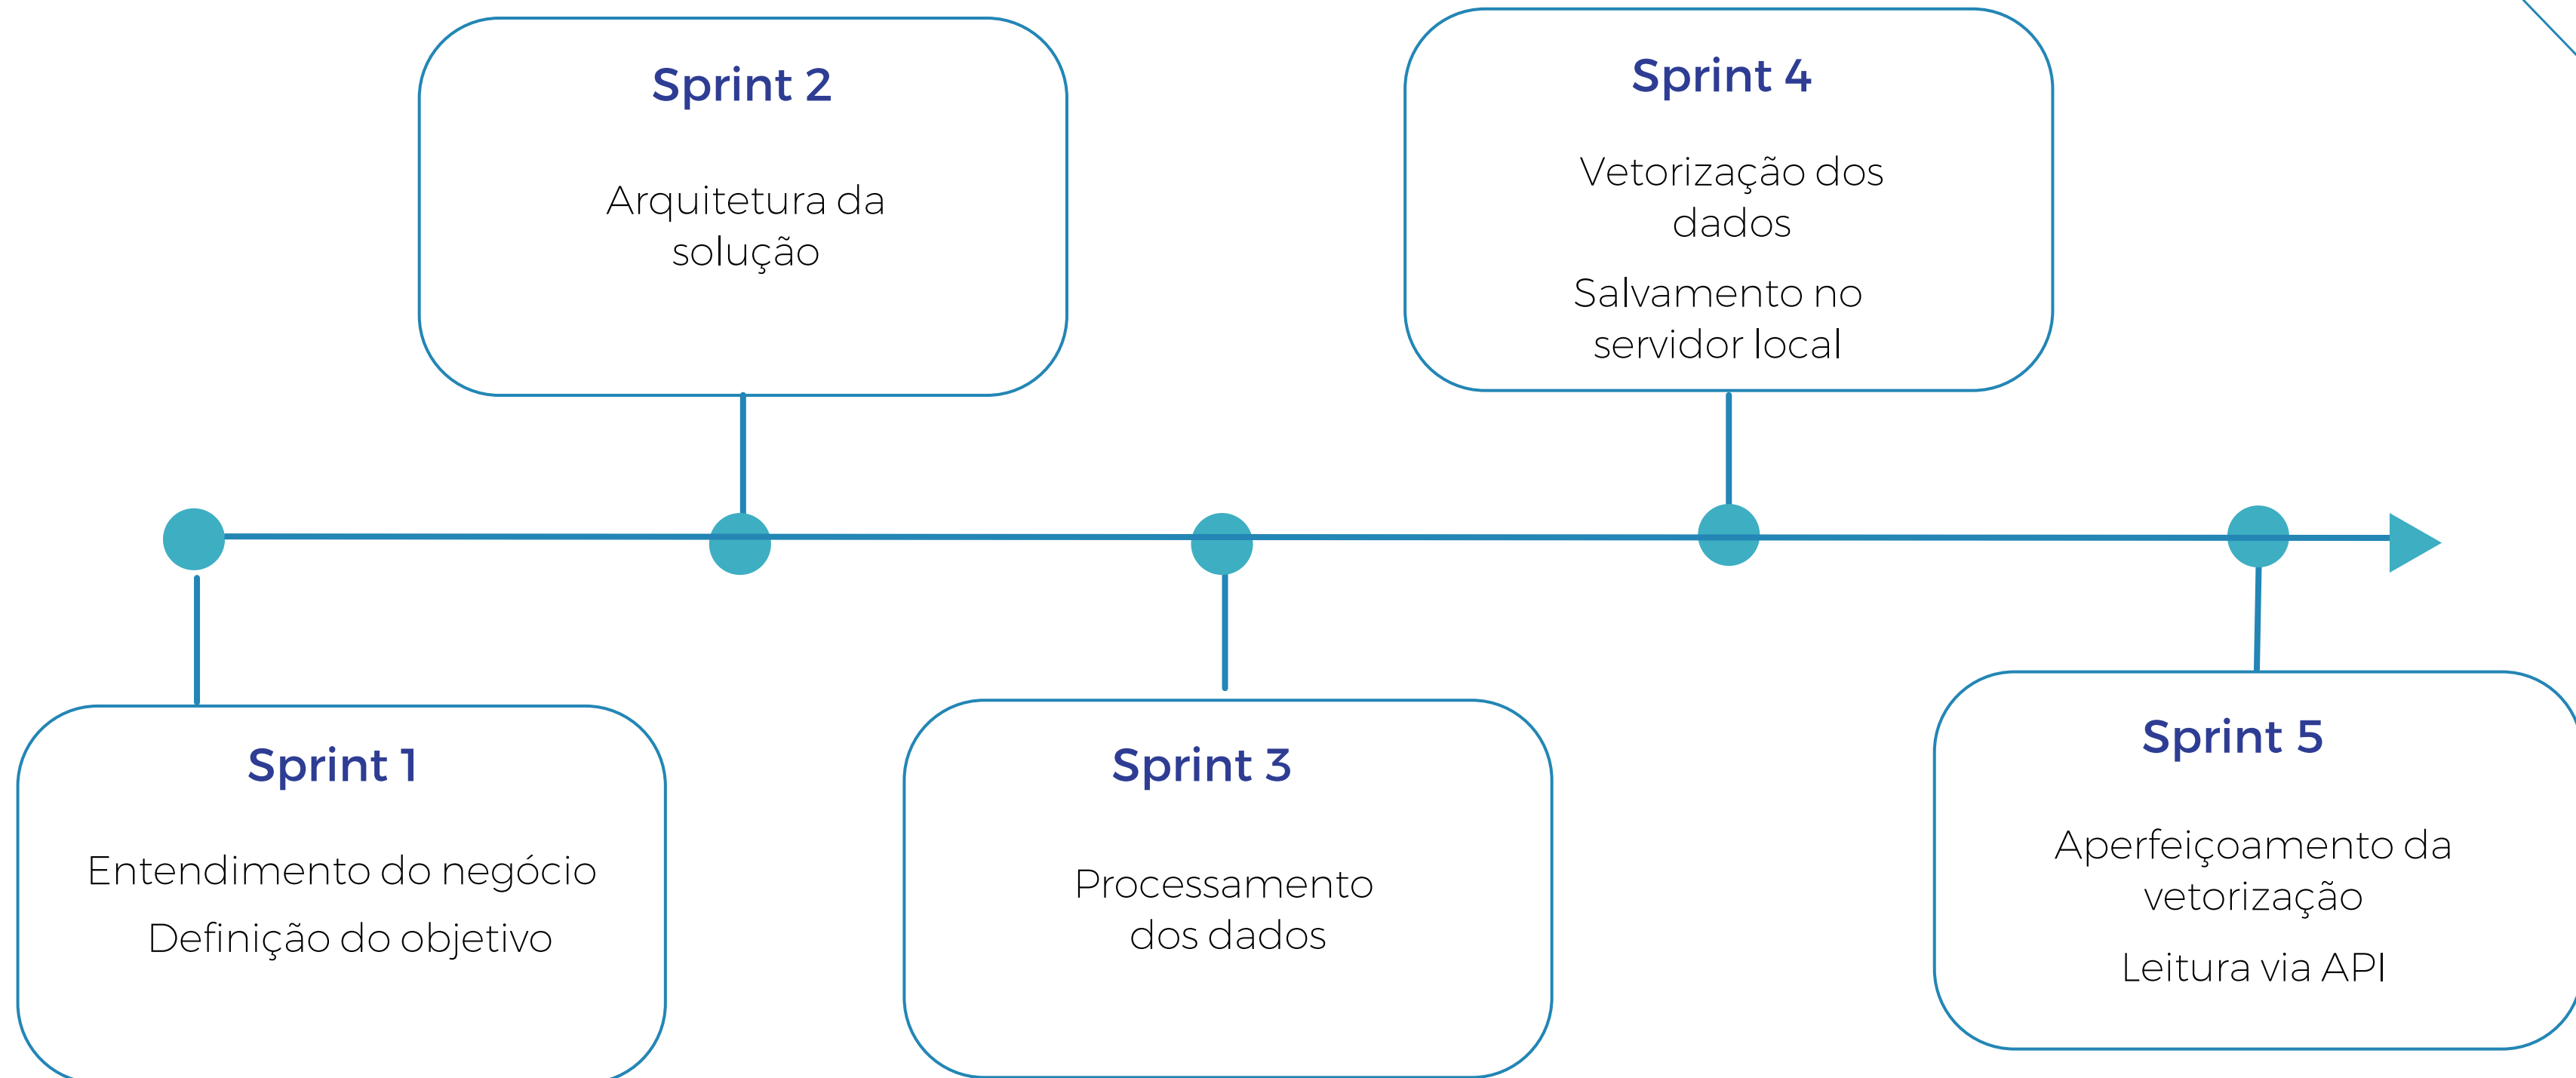 Sprint 2
Arquitetura da
solução
Sprint 4
Vetorização dos
dados
Salvamento no
servidor local
Sprint 1
Entendimento do negócio
Definição do objetivo
Sprint 3
Processamento
dos dados
Sprint 5
Aperfeiçoamento da
vetorização
Leitura via API